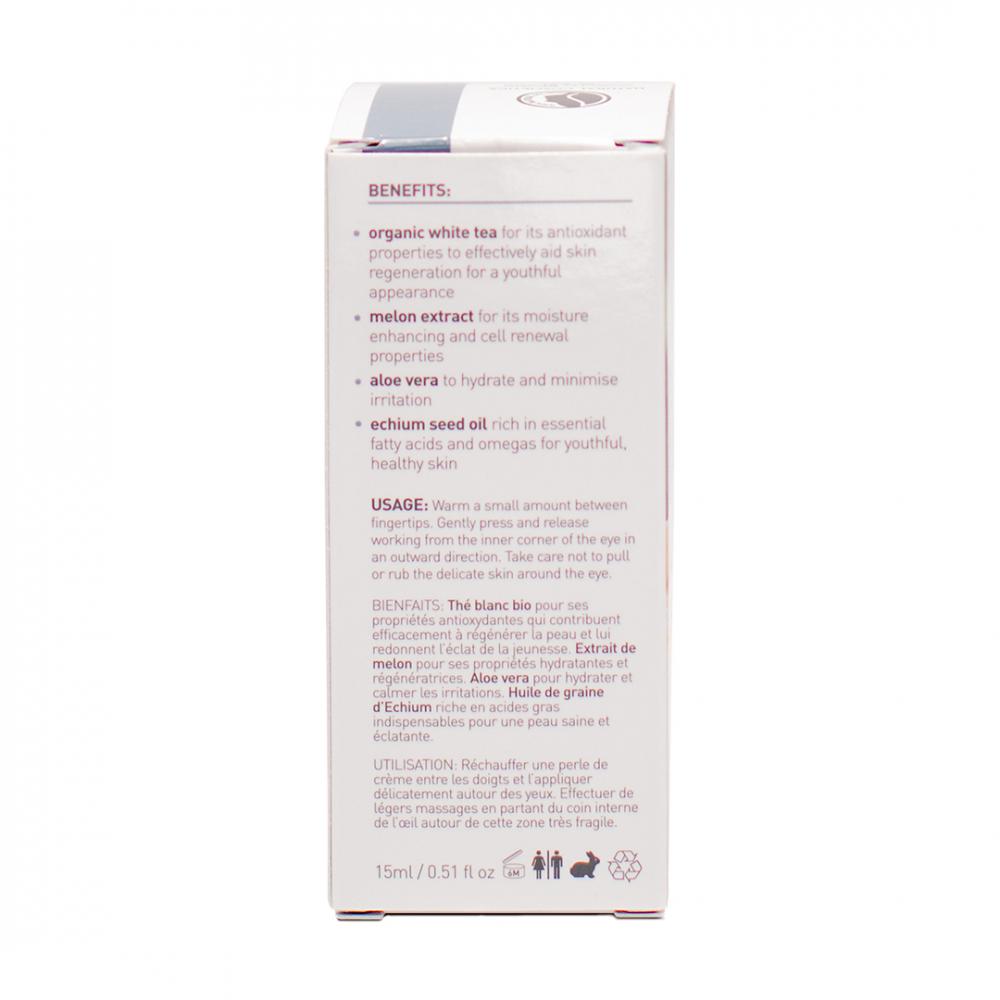 BENEFITS:
• organic white tea for its antioxidant
properties to effectively aid skin
regeneration for a youthful
appearance
• melon extract for its moisture
enhancing and cell renewal
properties
• aloe vera to hydrate and minimise
irritation
• echium seed oil rich in essential
fatty acids and omegas for youthful,
healthy skin
USAGE: Warm a small amount between
fingertips. Gently press and release
working from the inner corner of the eye in
an outward direction. Take care not to pull
or rub the delicate skin around the eye.
BIENFAITS: Thé blanc bio pour ses
propriétés antioxydantes qui contribuent
efficacement à régénérer la peau et lui
redonnent l'éclat de la jeunesse. Extrait de
melon pour ses propriétés hydratantes et
régénératrices. Aloe vera pour hydrater et
calmer les irritations. Huile de graine
d'Echium riche en acides gras
indispensables pour une peau saine et
éclatante.
UTILISATION: Réchauffer une perle de
crème entre les doigts et l'appliquer
délicatement autour des yeux. Effectuer de
légers massages en partant du coin interne
de l'œil autour de cette zone très fragile.
15ml / 0.51 fl oz 6M